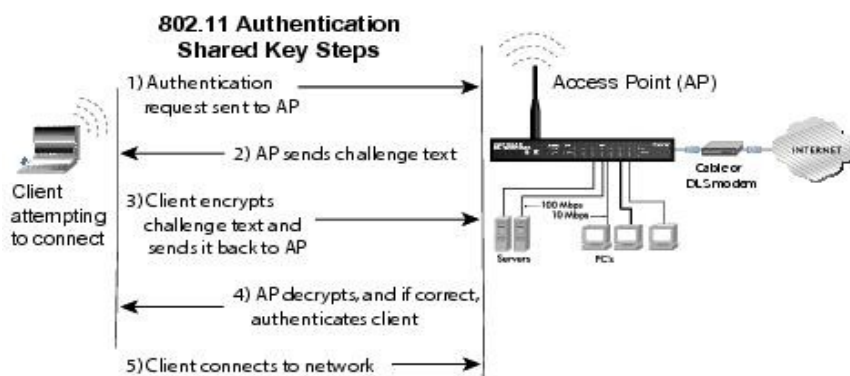 802.11 Authentication
Shared Key Steps
1) Authentication
request sent to AP
Access Point (AP)
2) AP sends challenge text
Client
attempting
to connect
3) Client encrypts
challenge text and
sends it back to AP
4) AP decrypts, and if correct,
authenticates client
5) Client connects to network
Cable or
DLS modem
INTERNET
100 Mbps
10 Mbps
Servers
PC's